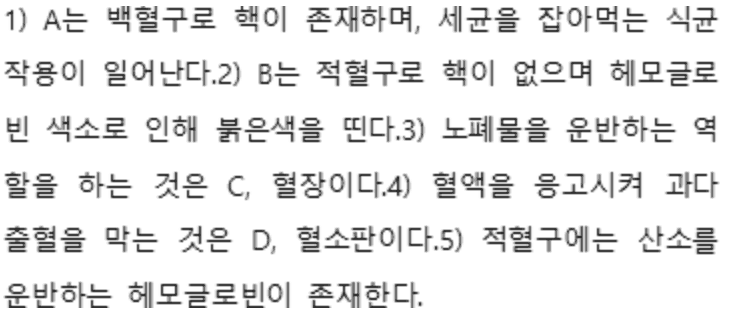 1) A는 백혈구로 핵이 존재하며, 세균을 잡아먹는 식균
작용이 일어난다.2) B는 적혈구로 핵이 없으며 헤모글로
빈 색소로 인해 붉은색을 띤다.3) 노폐물을 운반하는 역
할을 하는 것은 C, 혈장이다.4) 혈액을 응고시켜 과다
출혈을 막는 것은 D, 혈소판이다.5) 적혈구에는 산소를
운반하는 헤모글로빈이 존재한다.